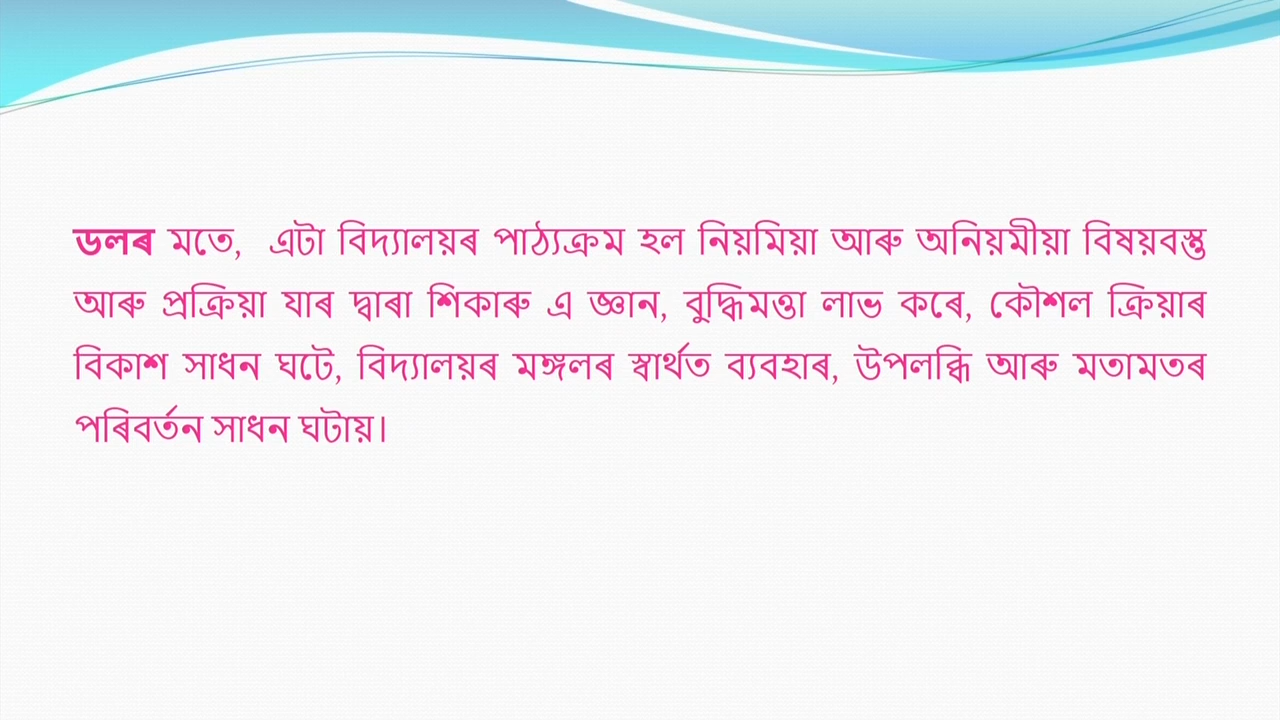 ডলৰ মতে, এটা বিদ্যালয়ৰ পাঠ্যক্ৰম হল নিয়মিয়া আৰু অনিয়মীয়া বিষয়বস্তু
আৰু প্ৰক্ৰিয়া যাৰ দ্বাৰা শিকাৰু এ জ্ঞান, বুদ্ধিমত্তা লাভ কৰে, কৌশল ক্ৰিয়াৰ
বিকাশ সাধন ঘটে, বিদ্যালয়ৰ মঙ্গলৰ স্বাৰ্থত ব্যবহাৰ, উপলব্ধি আৰু মতামতৰ
পৰিবৰ্তন সাধন ঘটায়।